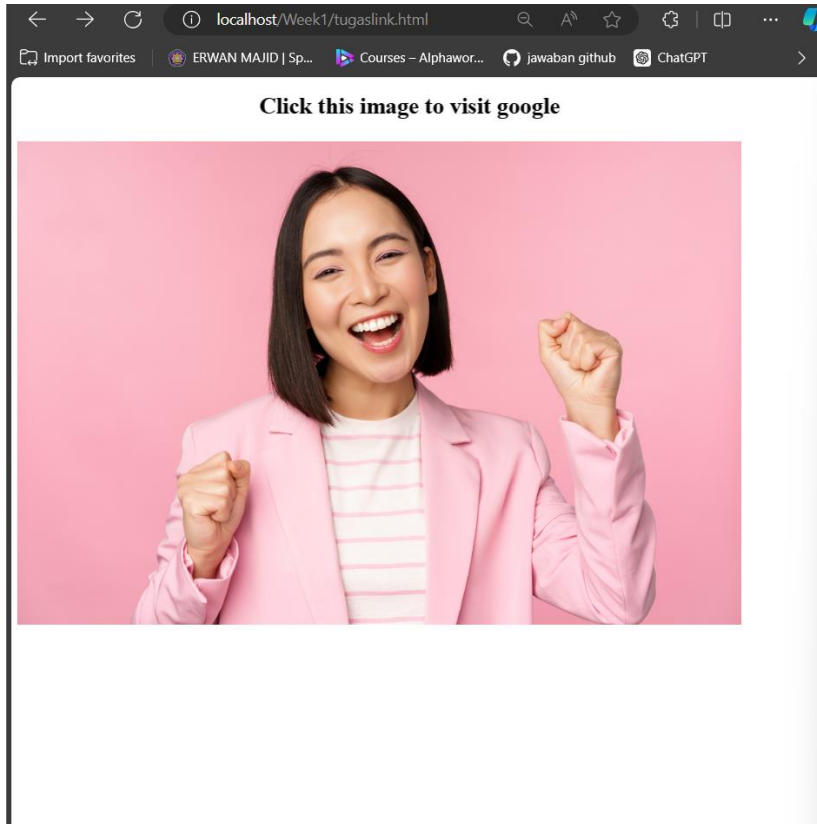 localhost/Week1/tugaslink.html
Import favorites ERWAN MAJID | Sp... Courses – Alphawor... jawaban github ChatGPT
Click this image to visit google